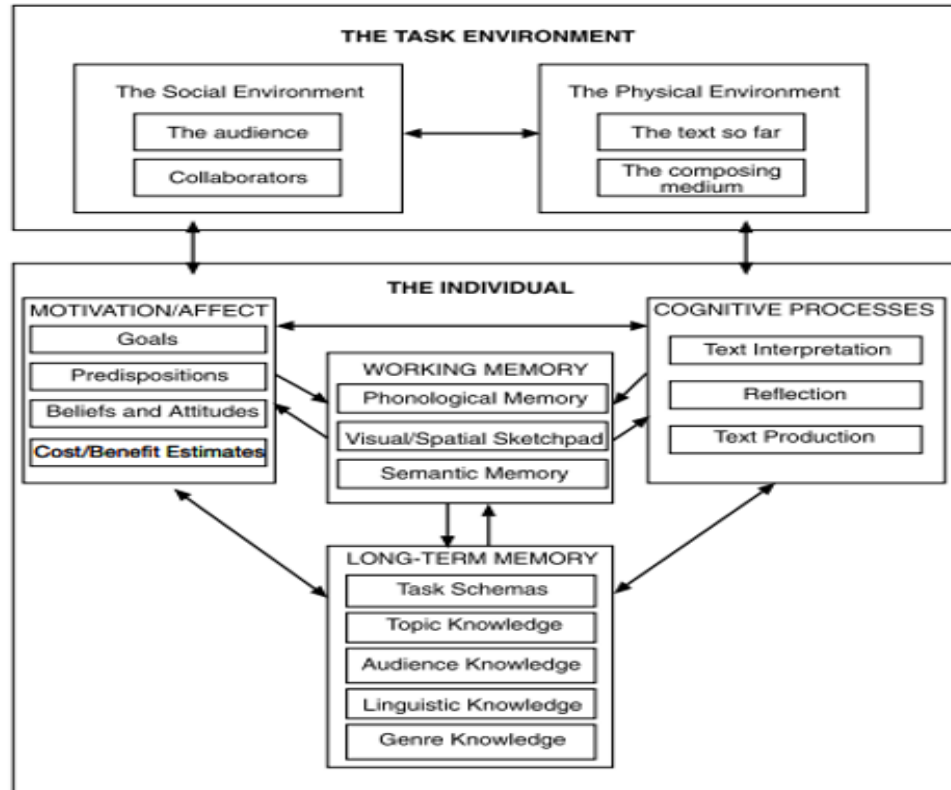 THE TASK ENVIRONMENT
The Social Environment
The audience
Collaborators
The Physical Environment
The text so far
The composing
medium
THE INDIVIDUAL
MOTIVATION/AFFECT
Goals
Predispositions
Beliefs and Attitudes
Cost/Benefit Estimates
WORKING MEMORY
Phonological Memory
Visual/Spatial Sketchpad
Semantic Memory
COGNITIVE PROCESSES
Text Interpretation
Reflection
Text Production
LONG-TERM MEMORY
Task Schemas
Topic Knowledge
Audience Knowledge
Linguistic Knowledge
Genre Knowledge